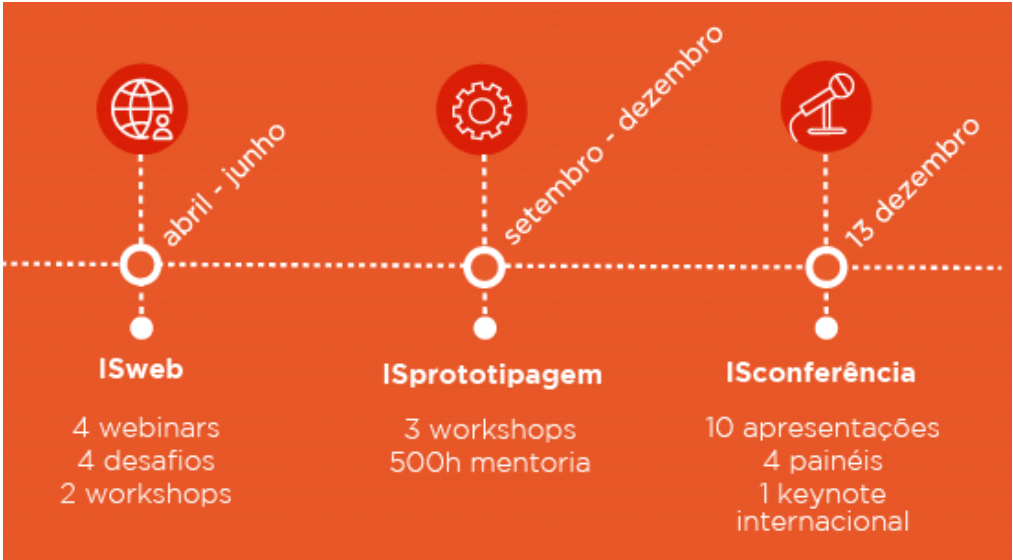 abril - junho
setembro - dezembro
13 dezembro
ISweb
4 webinars
4 desafios
2 workshops
ISprototipagem
3 workshops
500h mentoria
ISconferência
10 apresentações
4 painéis
1 keynote
internacional